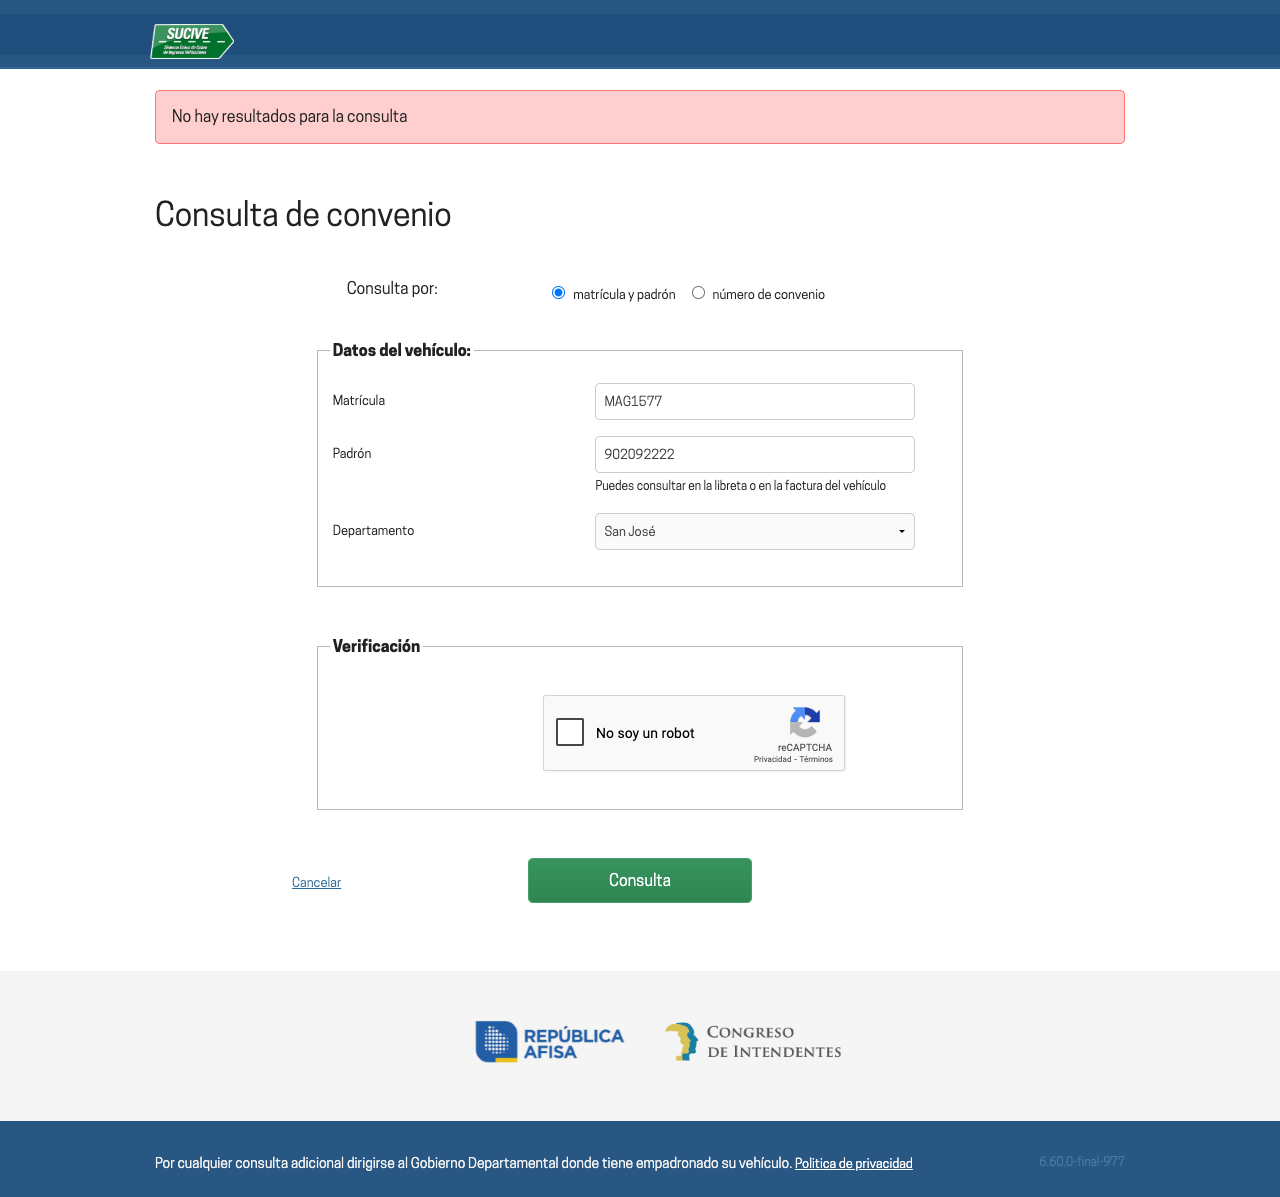 SUCIVE
Sistema Único de Cobro
de Ingresos Vehiculares
No hay resultados para la consulta
Consulta de convenio
Consulta por:
matrícula y padrón
número de convenio
Datos del vehículo:
Matrícula
MAG1577
Padrón
902092222
Puedes consultar en la libreta o en la factura del vehículo
Departamento
San José
Verificación
No soy un robot
reCAPTCHA
Privacidad - Términos
Cancelar
Consulta
REPÚBLICA
AFISA
CONGRESO
DE INTENDENTES
Por cualquier consulta adicional dirigirse al Gobierno Departamental donde tiene empadronado su vehículo. Política de privacidad
6.60.0-final-977